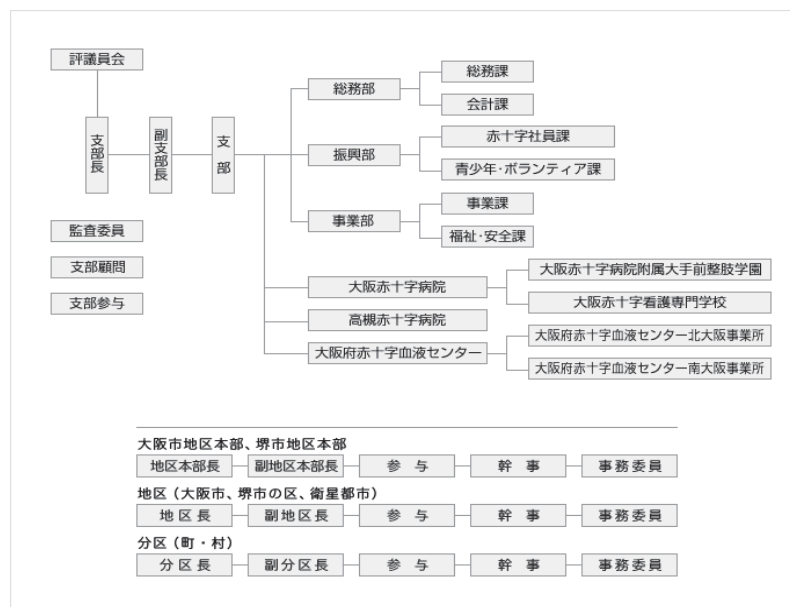 評議員会
支部長
副支部長
支部
監査委員
支部顧問
支部参与
総務部
総務課
会計課
振興部
赤十字社員課
青少年・ボランティア課
事業部
事業課
福祉・安全課
大阪赤十字病院
大阪赤十字病院附属大手前整肢学園
大阪赤十字看護専門学校
高槻赤十字病院
大阪府赤十字血液センター
大阪府赤十字血液センター北大阪事業所
大阪府赤十字血液センター南大阪事業所
大阪市地区本部、堺市地区本部
地区本部長 副地区本部長 参 与 幹 事 事務委員
地区（大阪市、堺市の区、衛星都市）
地区長 副地区長 参 与 幹 事 事務委員
分区（町・村）
分区長 副分区長 参 与 幹 事 事務委員